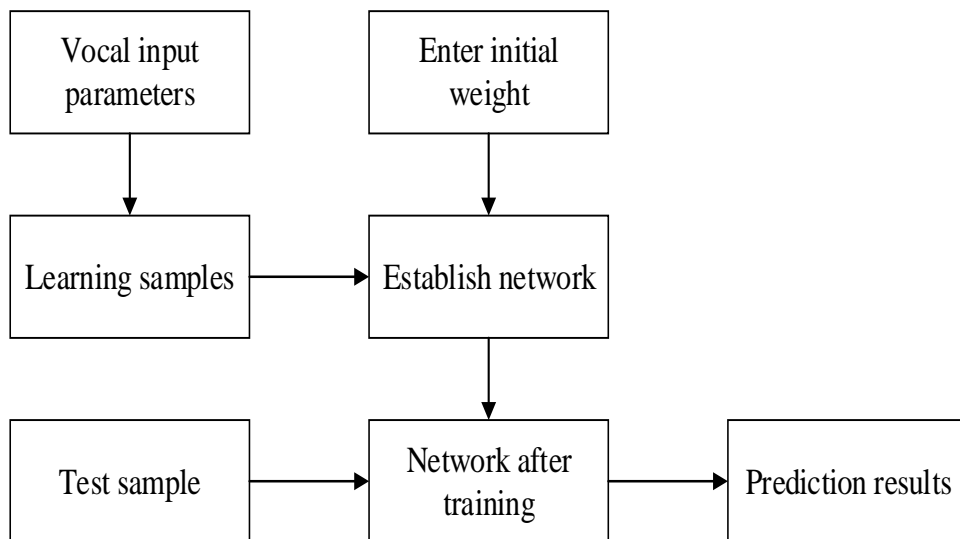 Vocal input
parameters
Enter initial
weight
Learning samples
Establish network
Test sample
Network after
training
Prediction results